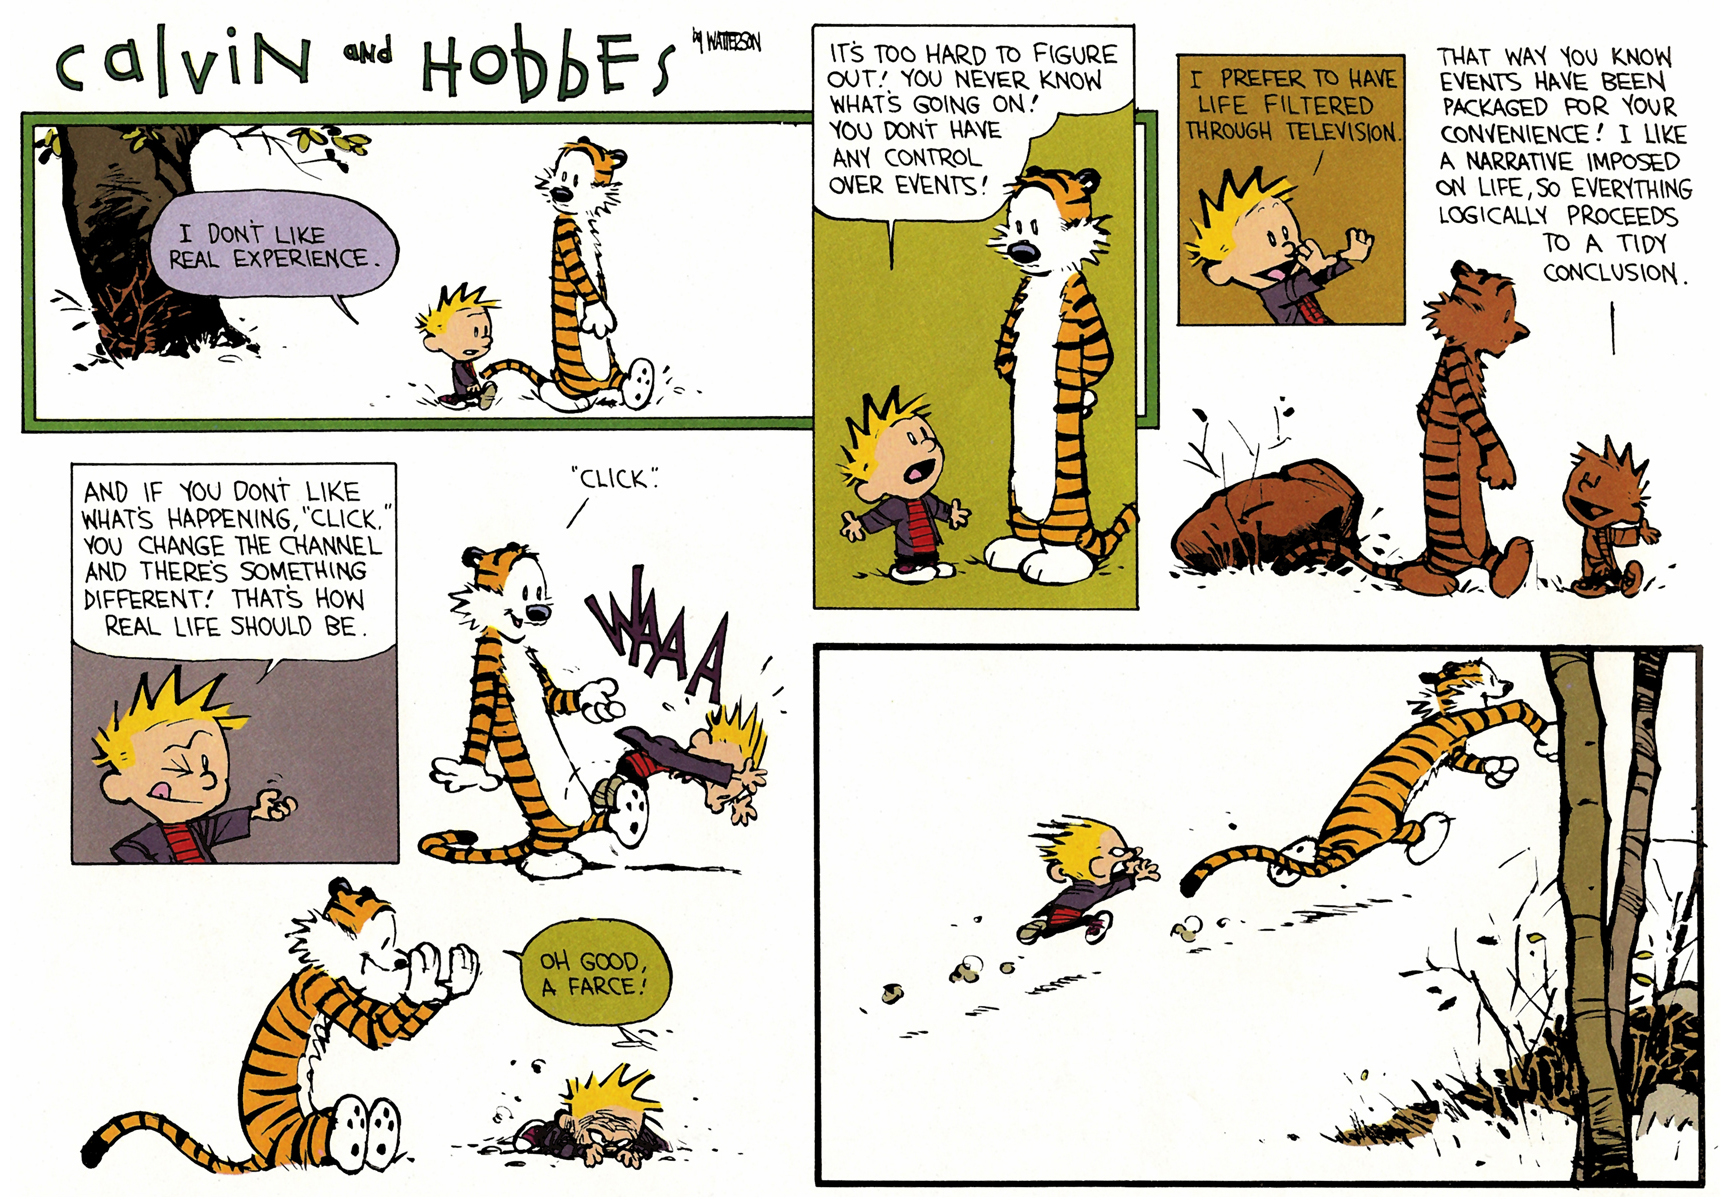 CALVIN AND HOBBES
by WATTERSON
I DON'T LIKE
REAL EXPERIENCE.
IT'S TOO HARD TO FIGURE
OUT! YOU NEVER KNOW
WHAT'S GOING ON!
YOU DON'T HAVE
ANY CONTROL
OVER EVENTS!
I PREFER TO HAVE
LIFE FILTERED
THROUGH TELEVISION.
THAT WAY YOU KNOW
EVENTS HAVE BEEN
PACKAGED FOR YOUR
CONVENIENCE! I LIKE
A NARRATIVE IMPOSED
ON LIFE, SO EVERYTHING
LOGICALLY PROCEEDS
TO A TIDY
CONCLUSION.
AND IF YOU DON'T LIKE
WHAT'S HAPPENING, "CLICK."
YOU CHANGE THE CHANNEL
AND THERE'S SOMETHING
DIFFERENT! THAT'S HOW
REAL LIFE SHOULD BE.
"CLICK."
WAAA
OH GOOD,
A FARCE!